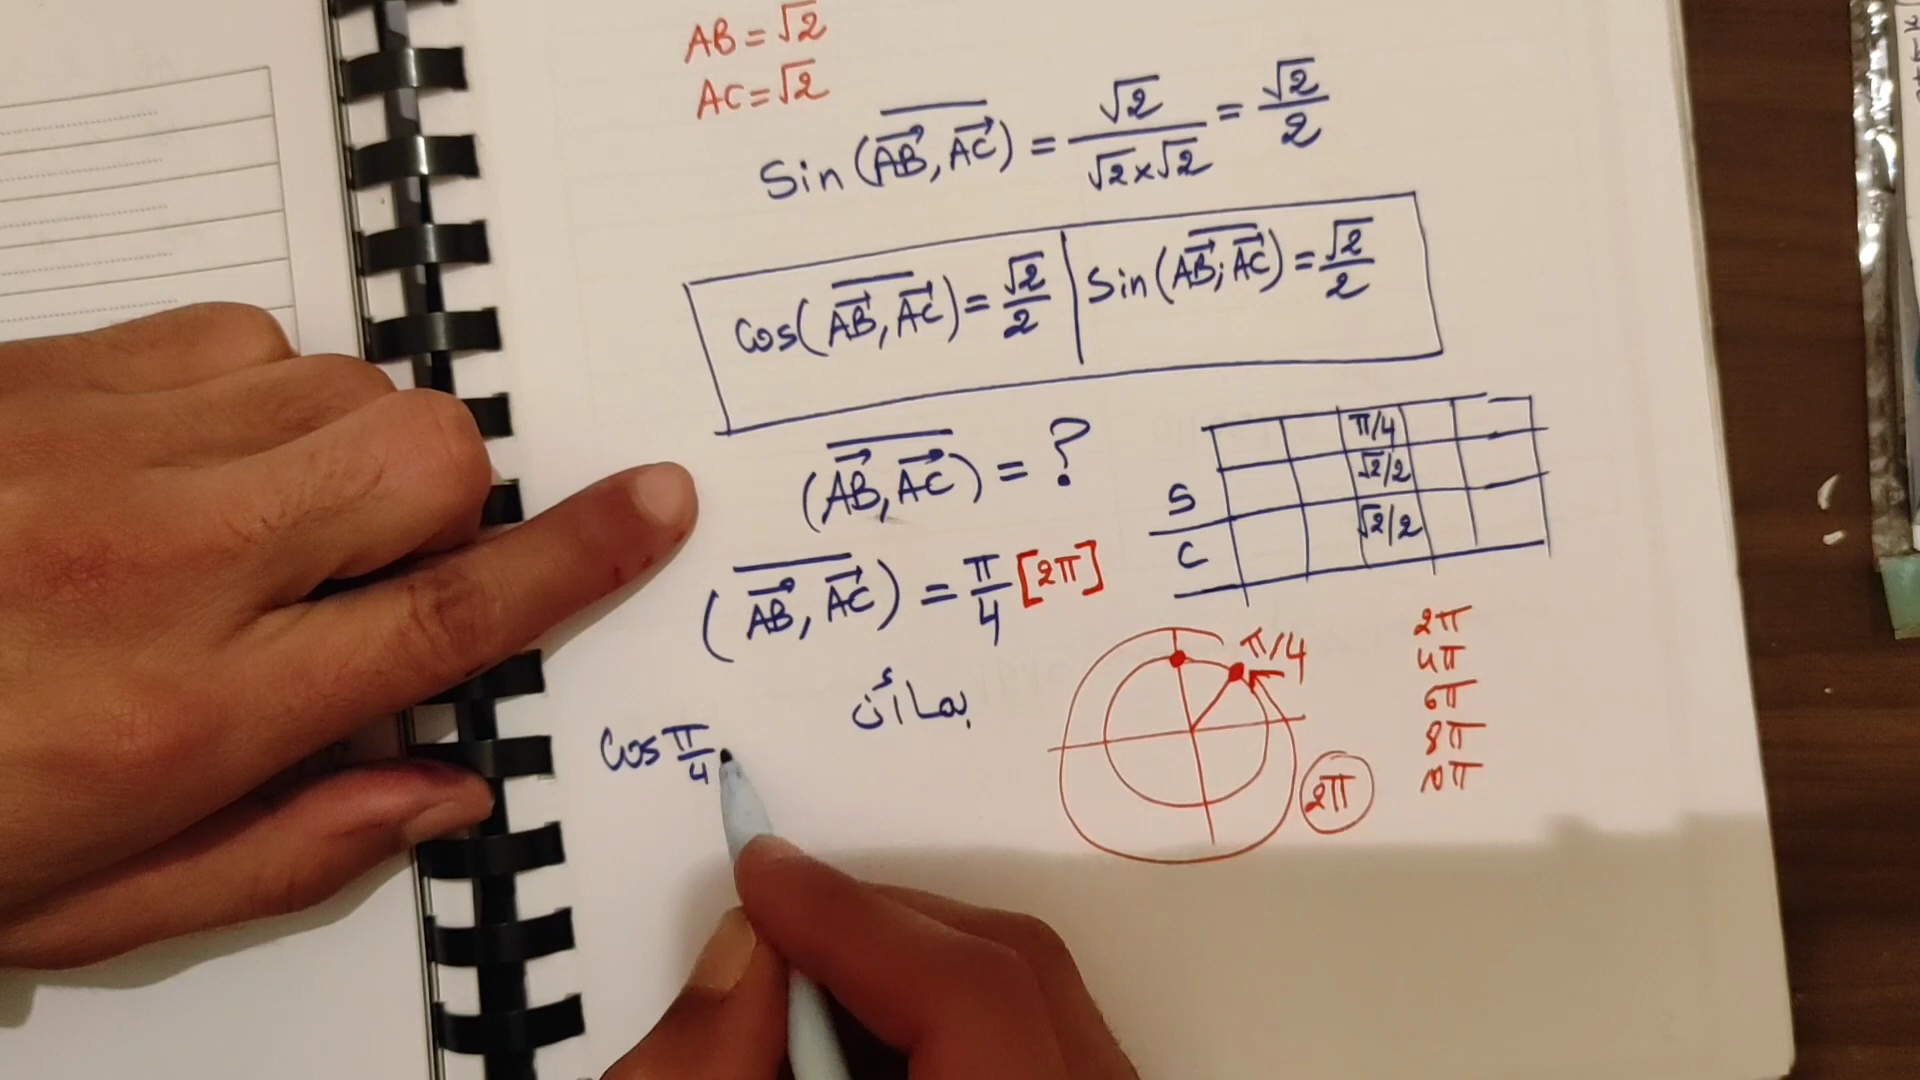 AB = √2
AC = √2
Sin (AB, AC) = √2 / √2 x √2 = √2 / 2
Cos (AB, AC) = √2 / 2 | Sin (AB; AC) = √2 / 2
(AB, AC) = ?
π/4
√2/2
S
√2/2
C
(AB, AC) = π / 4 [2π]
بما أن
Cos π / 4
π/4
2π
2π
4π
6π
8π
10π